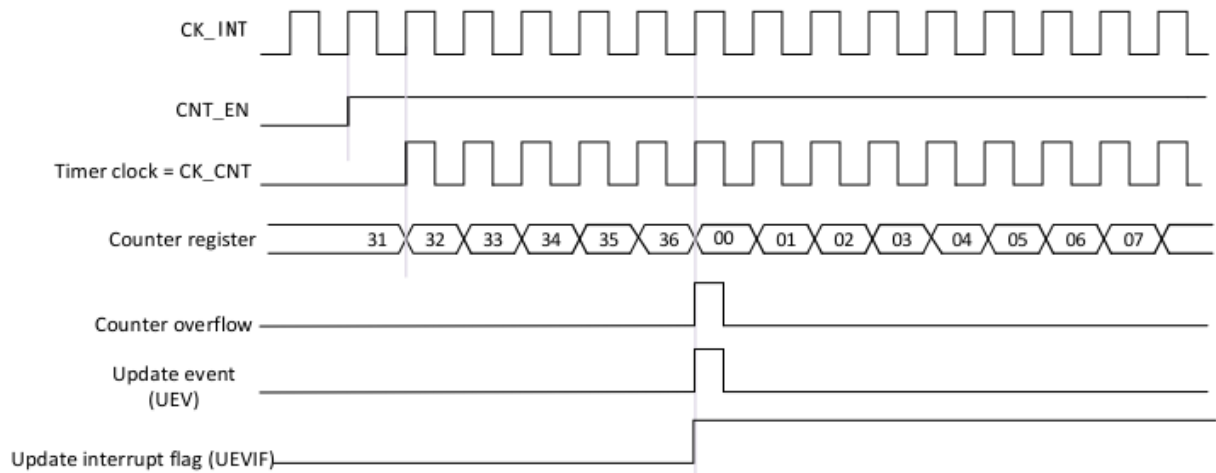 CK_INT
CNT_EN
Timer clock = CK_CNT
Counter register 31 32 33 34 35 36 00 01 02 03 04 05 06 07
Counter overflow
Update event
(UEV)
Update interrupt flag (UEVIF)